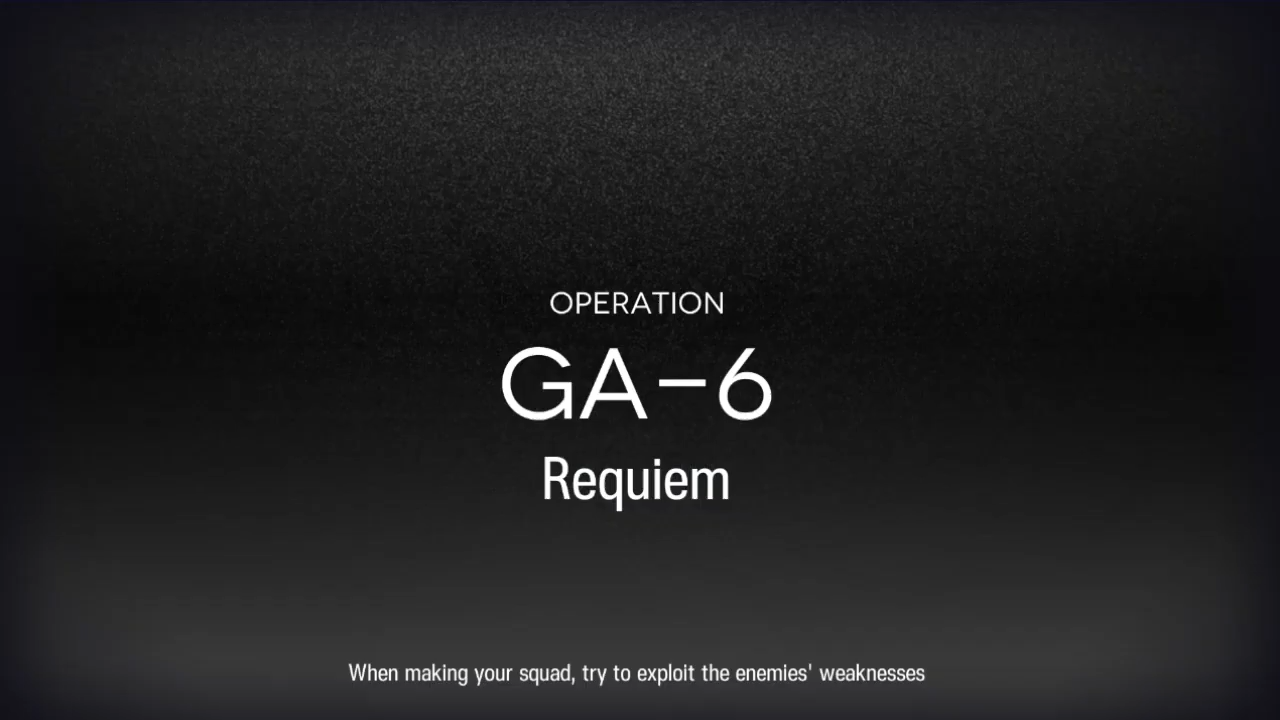 OPERATION
GA-6
Requiem
When making your squad, try to exploit the enemies' weaknesses